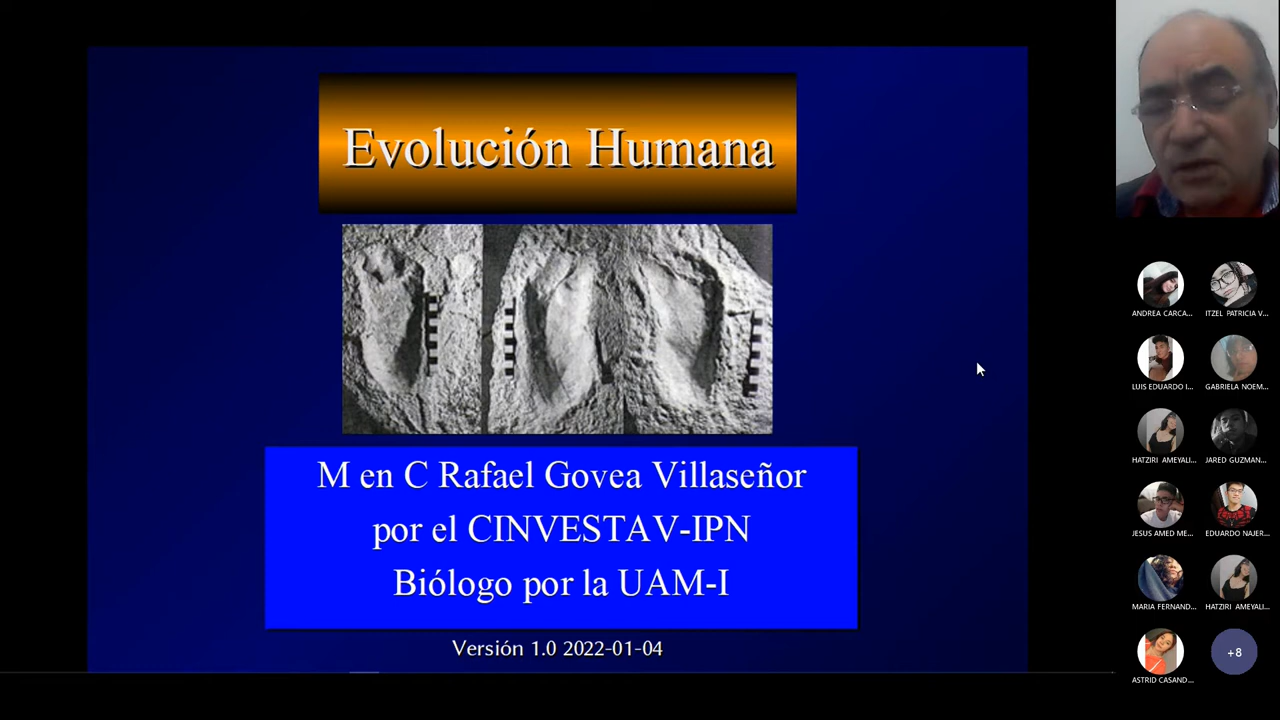 Evolución Humana
M en C Rafael Govea Villaseñor
por el CINVESTAV-IPN
Biólogo por la UAM-I
Versión 1.0 2022-01-04
ANDREA CARCA...
ITZEL PATRICIA V...
LUIS EDUARDO I...
GABRIELA NOEM...
HATZIRI AMEYALI...
JARED GUZMAN...
JESUS AMED ME...
EDUARDO NAJER...
MARIA FERNAND...
HATZIRI AMEYALI...
ASTRID CASAND...
+8